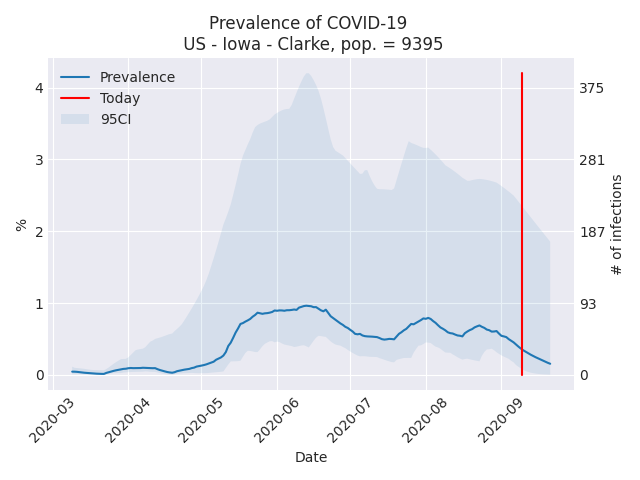 Prevalence of COVID-19
US - Iowa - Clarke, pop. = 9395
Prevalence
Today
95CI
%
4
3
2
1
0
375
281
187
93
0
# of infections
2020-03
2020-04
2020-05
2020-06
2020-07
2020-08
2020-09
Date